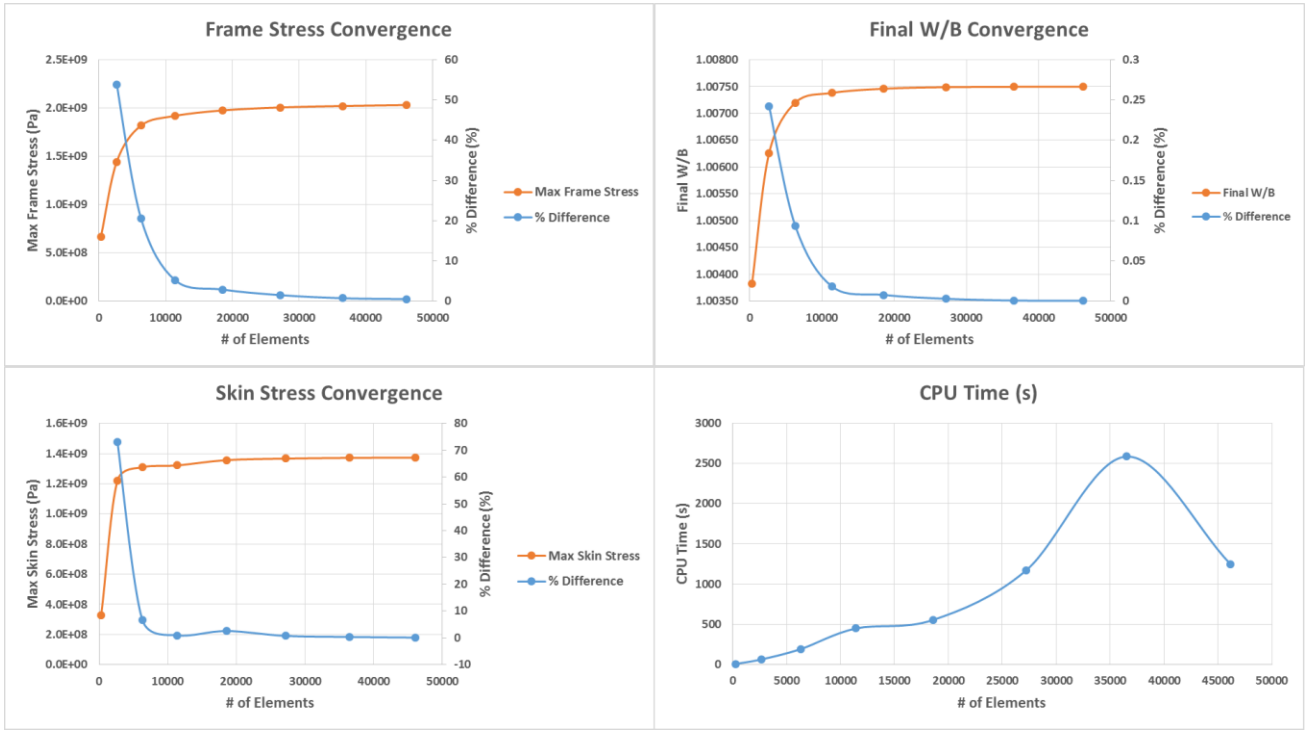 Frame Stress Convergence
Max Frame Stress (Pa)
2.5E+09
2.0E+09
1.5E+09
1.0E+09
5.0E+08
0.0E+00
0
10000
20000
30000
40000
50000
# of Elements
60
50
40
30
20
10
0
% Difference (%)
Max Frame Stress
% Difference
Final W/B Convergence
Final W/B
1.00800
1.00750
1.00700
1.00650
1.00600
1.00550
1.00500
1.00450
1.00400
1.00350
0
10000
20000
30000
40000
50000
# of Elements
0.3
0.25
0.2
0.15
0.1
0.05
0
% Difference (%)
Final W/B
% Difference
Skin Stress Convergence
Max Skin Stress (Pa)
1.6E+09
1.4E+09
1.2E+09
1.0E+09
8.0E+08
6.0E+08
4.0E+08
2.0E+08
0.0E+00
0
10000
20000
30000
40000
50000
# of Elements
80
70
60
50
40
30
20
10
0
-10
% Difference (%)
Max Skin Stress
% Difference
CPU Time (s)
CPU Time (s)
3000
2500
2000
1500
1000
500
0
0
5000
10000
15000
20000
25000
30000
35000
40000
45000
50000
# of Elements